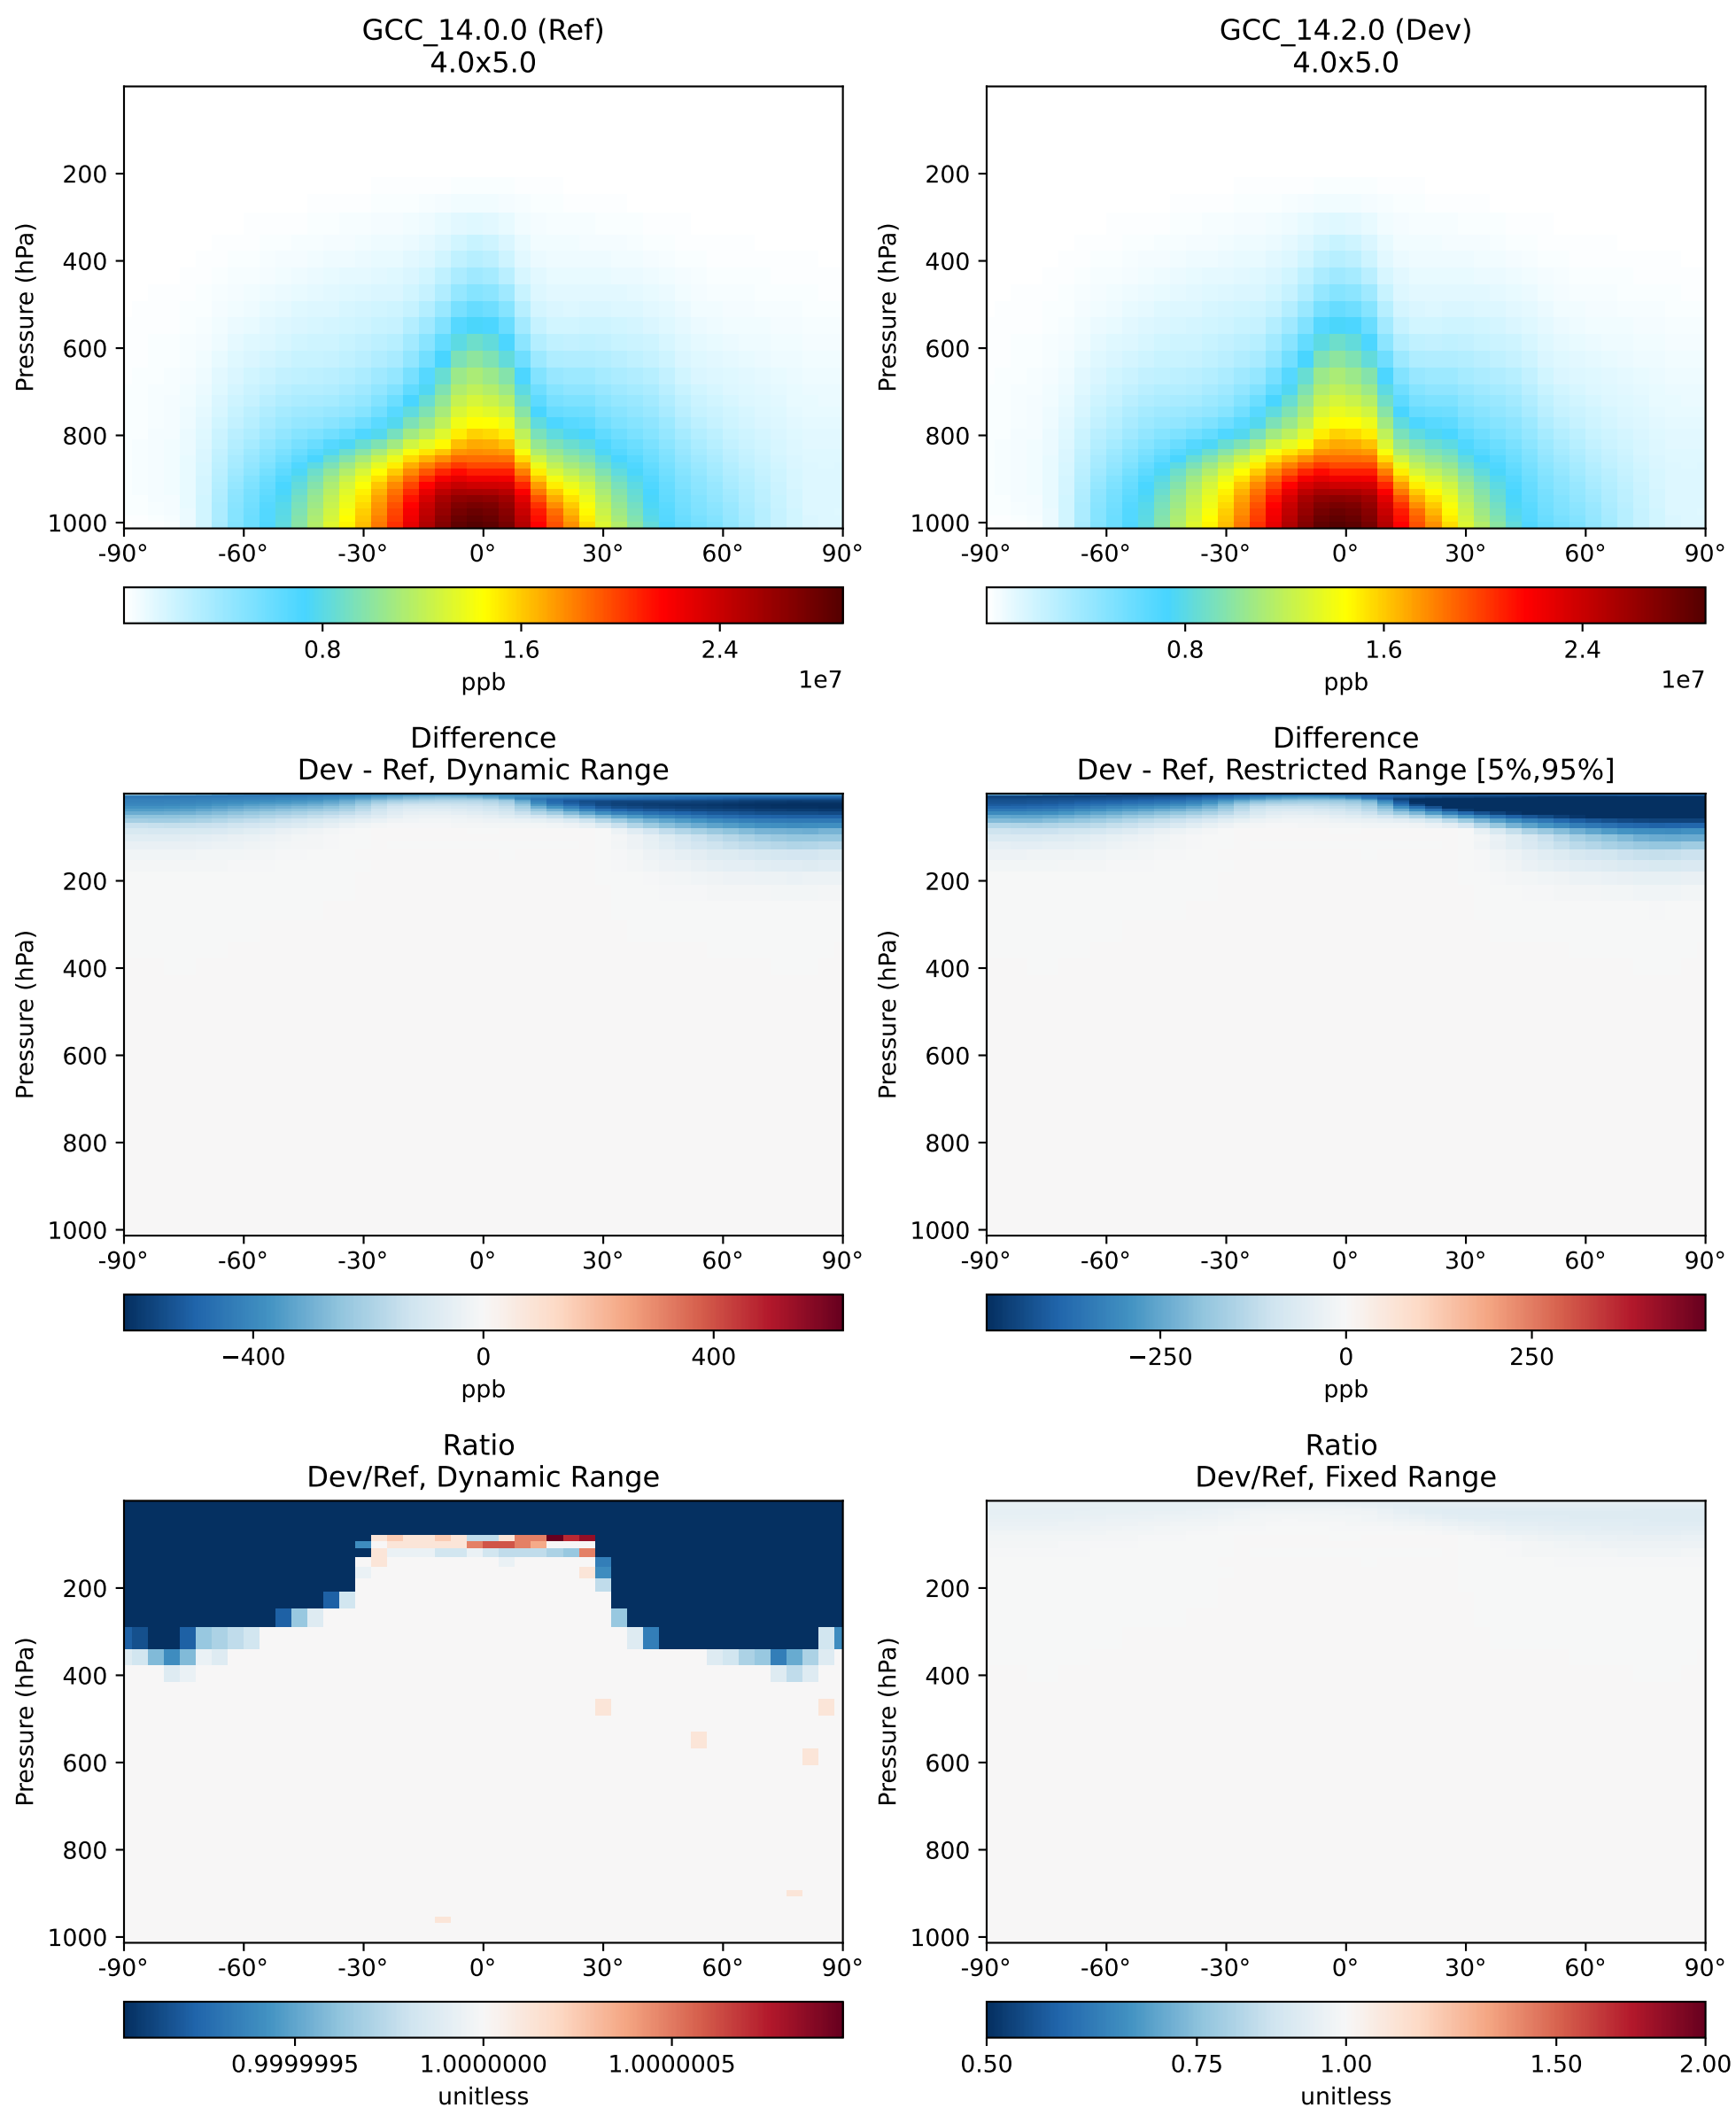 GCC_14.0.0 (Ref)
4.0x5.0
Pressure (hPa)
200
400
600
800
1000
-90° -60° -30° 0° 30° 60° 90°
0.8 1.6 2.4
ppb
1e7
GCC_14.2.0 (Dev)
4.0x5.0
Pressure (hPa)
200
400
600
800
1000
-90° -60° -30° 0° 30° 60° 90°
0.8 1.6 2.4
ppb
1e7
Difference
Dev - Ref, Dynamic Range
Pressure (hPa)
200
400
600
800
1000
-90° -60° -30° 0° 30° 60° 90°
−400 0 400
ppb
Difference
Dev - Ref, Restricted Range [5%,95%]
Pressure (hPa)
200
400
600
800
1000
-90° -60° -30° 0° 30° 60° 90°
−250 0 250
ppb
Ratio
Dev/Ref, Dynamic Range
Pressure (hPa)
200
400
600
800
1000
-90° -60° -30° 0° 30° 60° 90°
0.9999995 1.0000000 1.0000005
unitless
Ratio
Dev/Ref, Fixed Range
Pressure (hPa)
200
400
600
800
1000
-90° -60° -30° 0° 30° 60° 90°
0.50 0.75 1.00 1.50 2.00
unitless